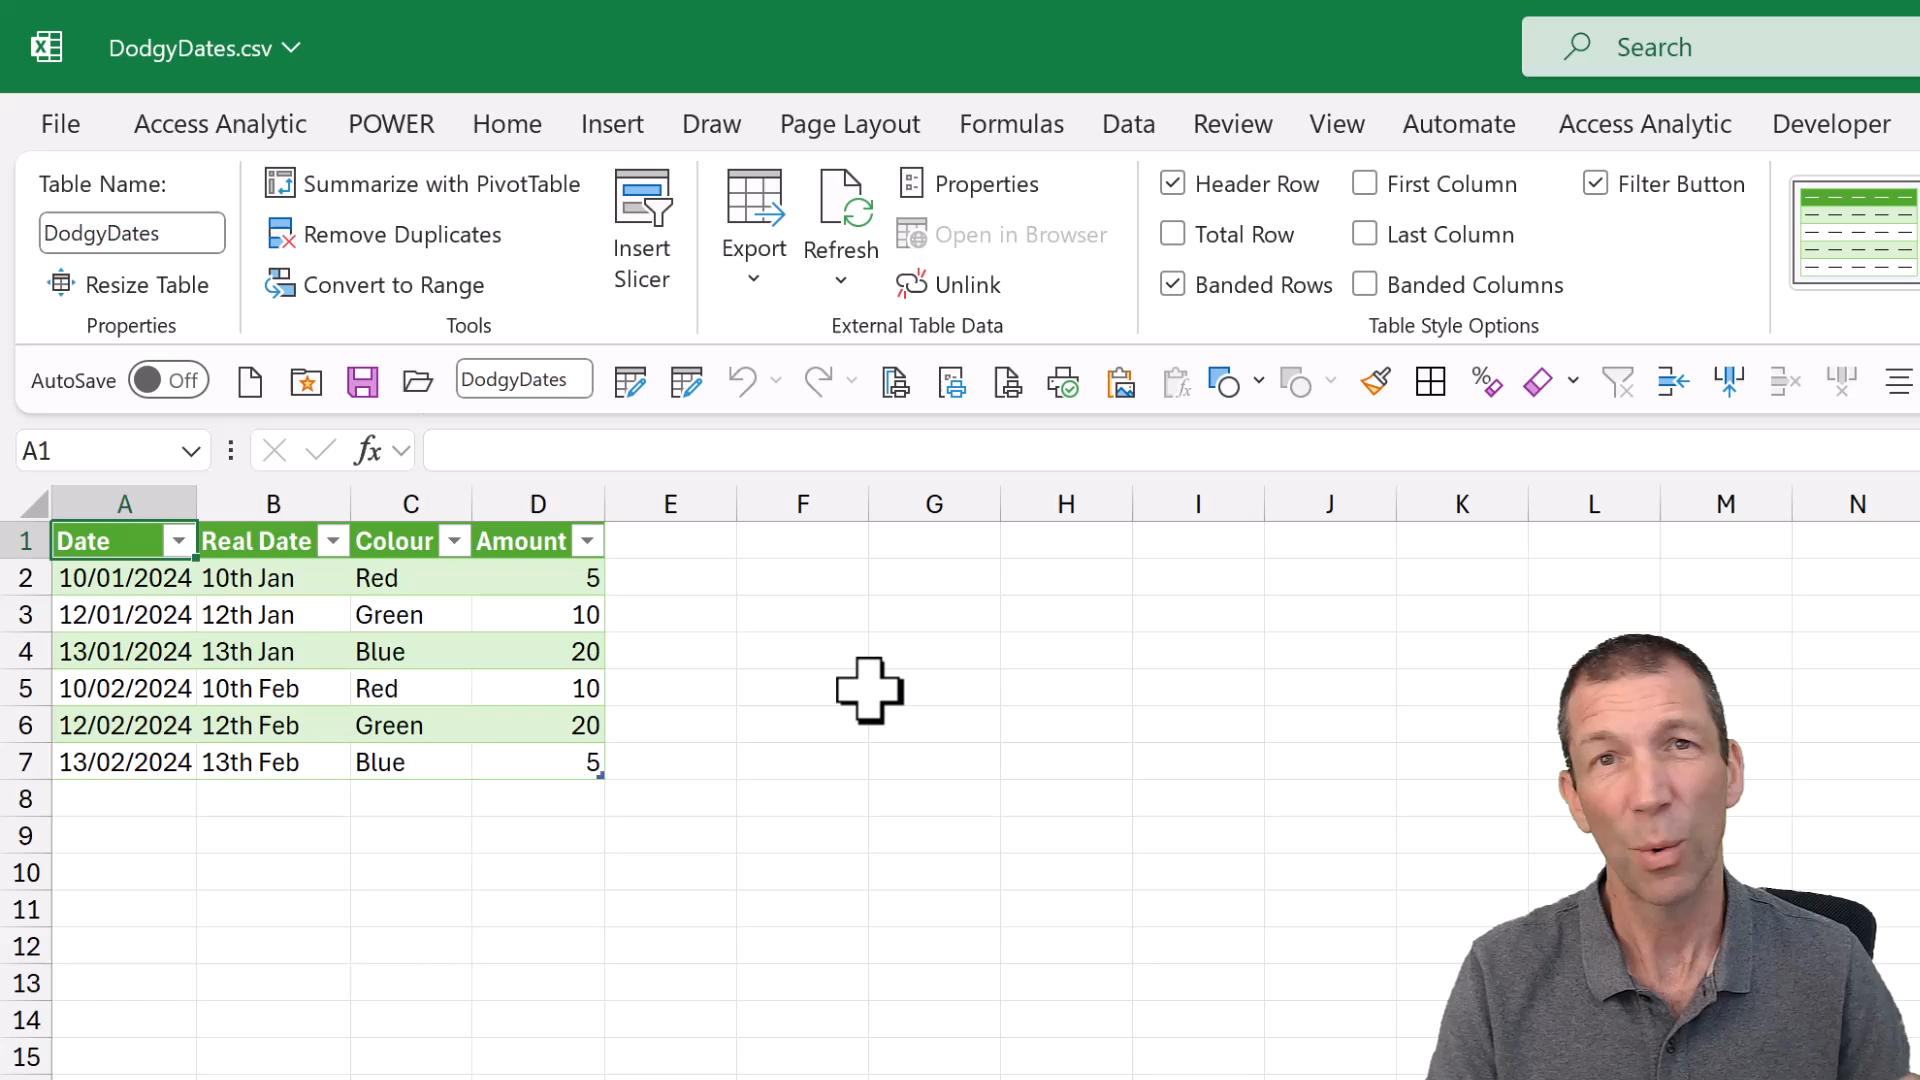 DodgyDates.csv
Search
File Access Analytic POWER Home Insert Draw Page Layout Formulas Data Review View Automate Access Analytic Developer
Table Name:
DodgyDates
Resize Table
Properties
Summarize with PivotTable
Remove Duplicates
Convert to Range
Tools
Insert
Slicer
Export
Refresh
Properties
Open in Browser
Unlink
External Table Data
Header Row
First Column
Filter Button
Total Row
Last Column
Banded Rows
Banded Columns
Table Style Options
AutoSave Off DodgyDates
A1 fx
A B C D E F G H I J K L M N
1 Date Real Date Colour Amount
2 10/01/2024 10th Jan Red 5
3 12/01/2024 12th Jan Green 10
4 13/01/2024 13th Jan Blue 20
5 10/02/2024 10th Feb Red 10
6 12/02/2024 12th Feb Green 20
7 13/02/2024 13th Feb Blue 5
8
9
10
11
12
13
14
15